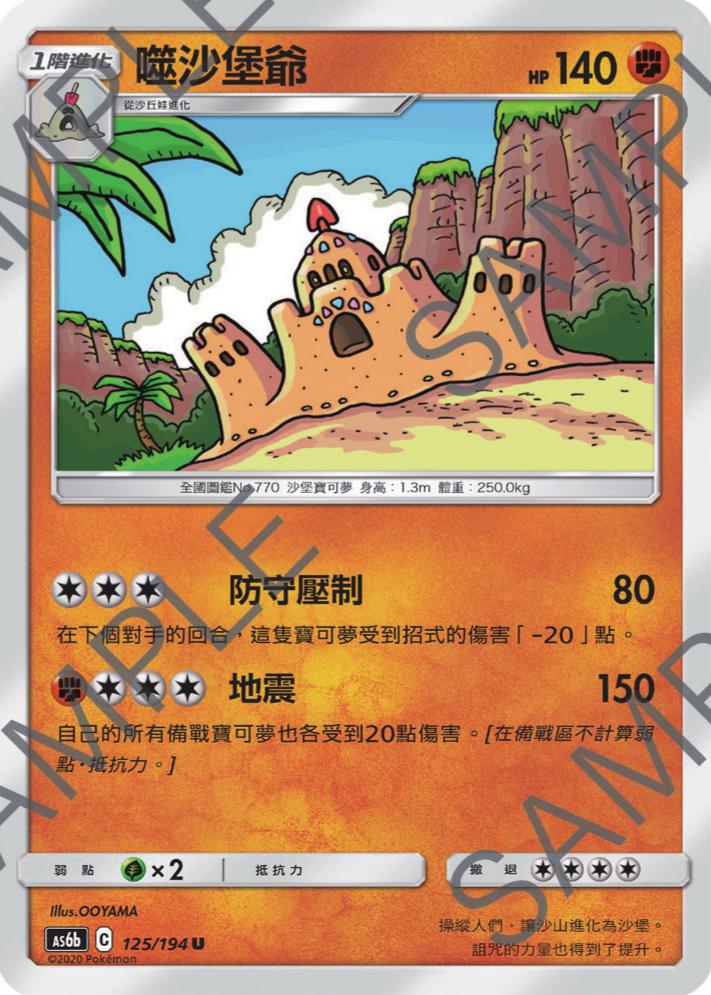 1階進化 噬沙堡爺 HP 140
從沙丘娃進化
全國圖鑑No.770 沙堡寶可夢 身高：1.3m 體重：250.0kg
防守壓制 80
在下個對手的回合，這隻寶可夢受到招式的傷害「-20」點。
地震 150
自己的所有備戰寶可夢也各受到20點傷害。[在備戰區不計算弱
點・抵抗力。]
弱點 ×2 抵抗力 撤退
Illus.OOYAMA
AS6b C 125/194 U
©2020 Pokémon
操縱人們，讓沙山進化為沙堡。
詛咒的力量也得到了提升。
SAMPLE
SAMPLE
SAMPLE
SAMPLE
SAMPLE
SAMPLE